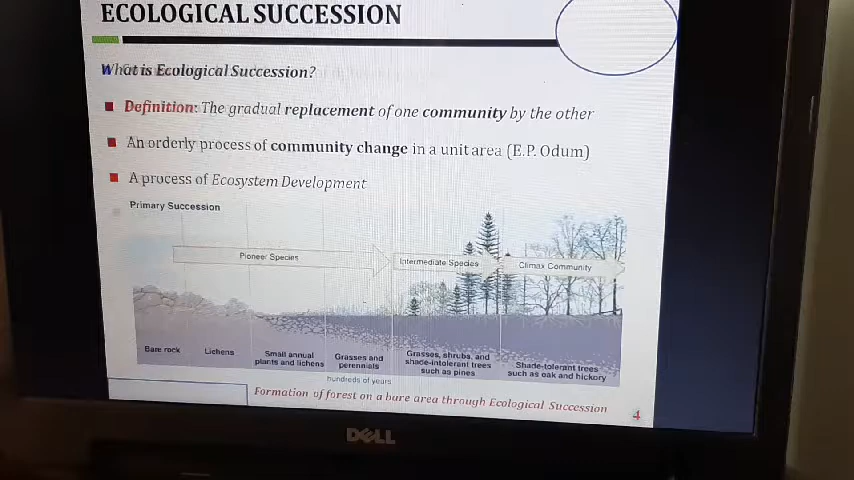 ECOLOGICAL SUCCESSION
What is Ecological Succession?
Definition: The gradual replacement of one community by the other
An orderly process of community change in a unit area (E.P. Odum)
A process of Ecosystem Development
Primary Succession
Pioneer Species
Intermediate Species
Climax Community
Bare rock
Lichens
Small annual
plants and lichens
Grasses and
perennials
Grasses, shrubs, and
shade-intolerant trees
such as pines
Shade-tolerant trees
such as oak and hickory
hundreds of years
Formation of forest on a bare area through Ecological Succession
4
DELL